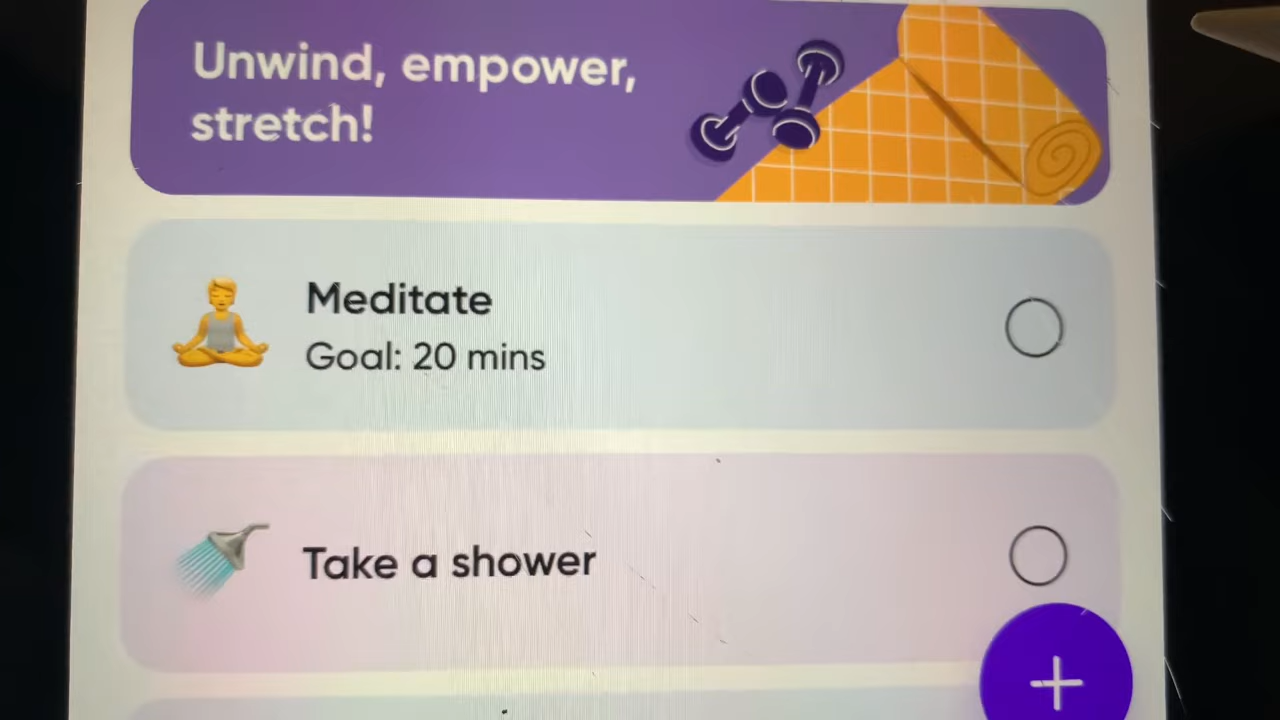 Unwind, empower,
stretch!
Meditate
Goal: 20 mins
Take a shower